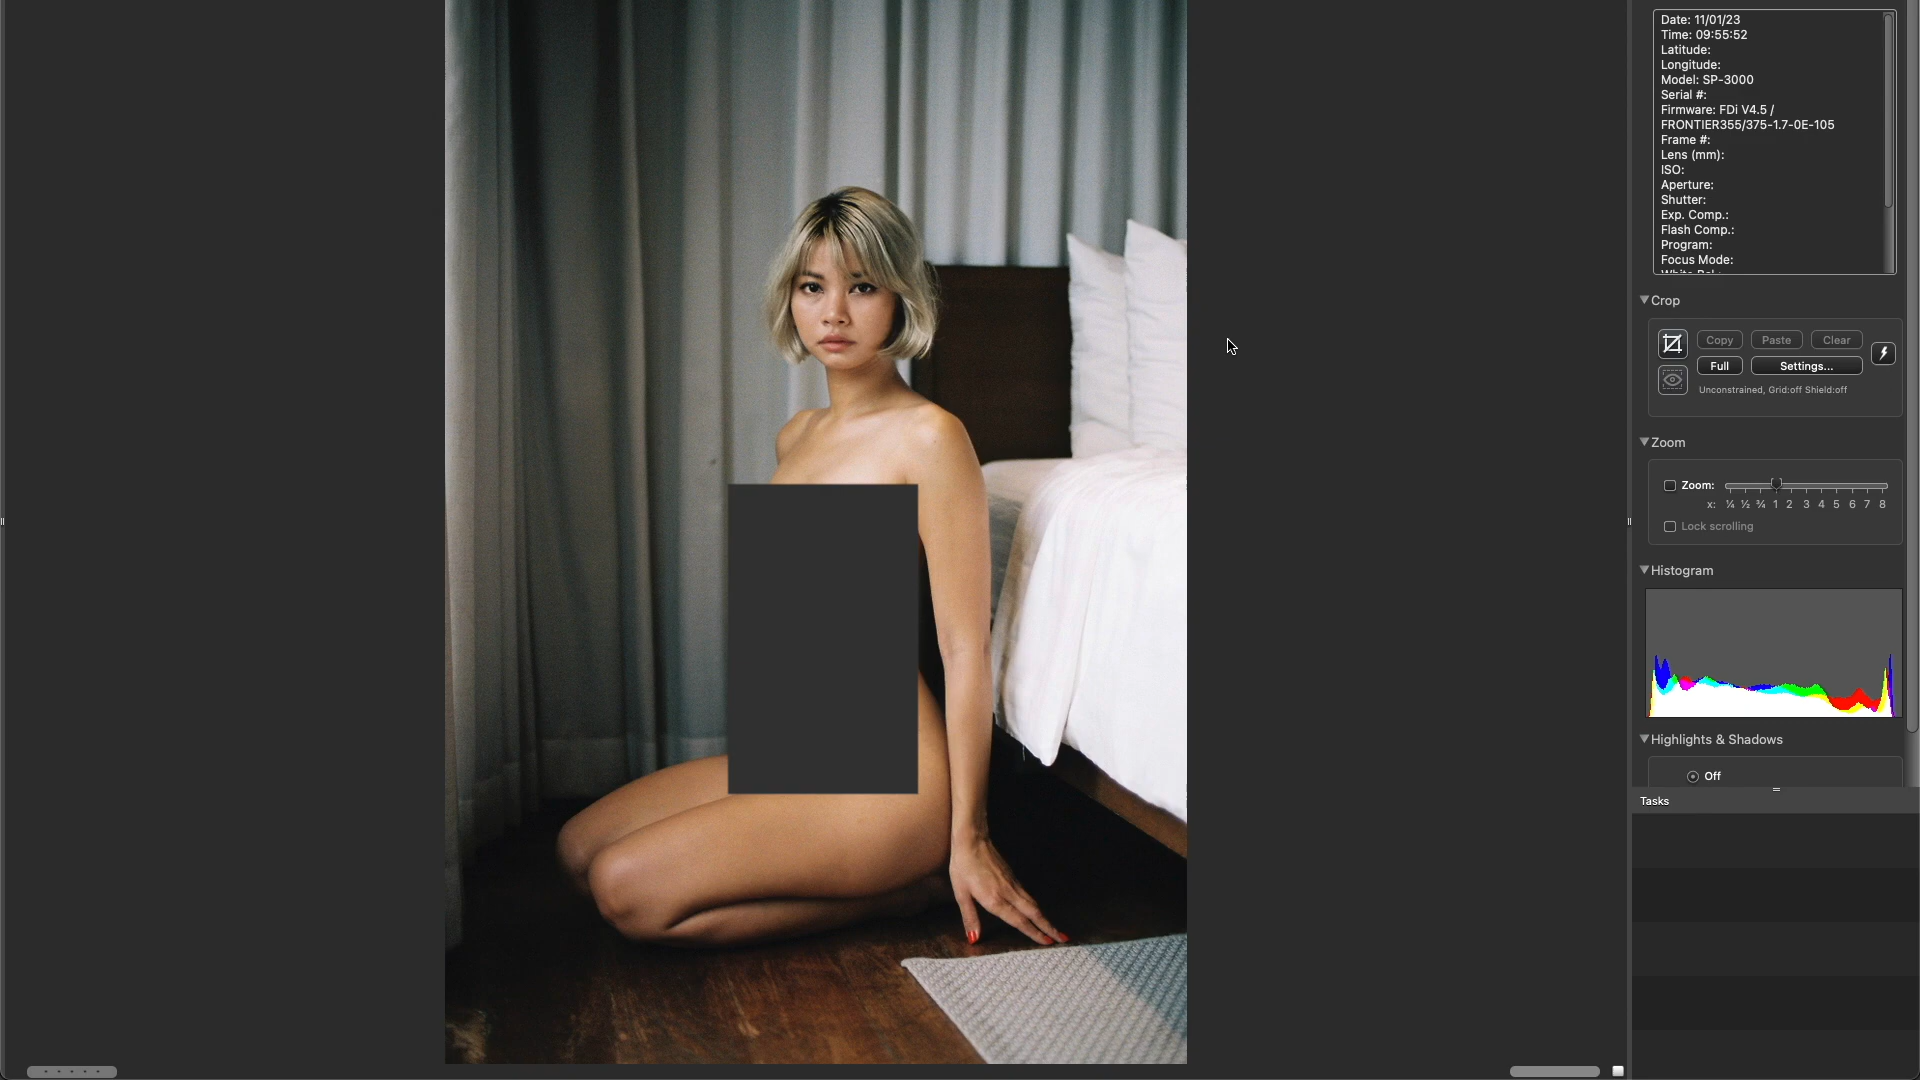 Date: 11/01/23
Time: 09:55:52
Latitude:
Longitude:
Model: SP-3000
Serial #:
Firmware: FDi V4.5 /
FRONTIER355/375-1.7-0E-105
Frame #:
Lens (mm):
ISO:
Aperture:
Shutter:
Exp. Comp.:
Flash Comp.:
Program:
Focus Mode:
Crop
Copy Paste Clear
Full Settings...
Unconstrained, Grid:off Shield:off
Zoom
Zoom:
x: ¼ ½ ¾ 1 2 3 4 5 6 7 8
Lock scrolling
Histogram
Highlights & Shadows
Off
Tasks